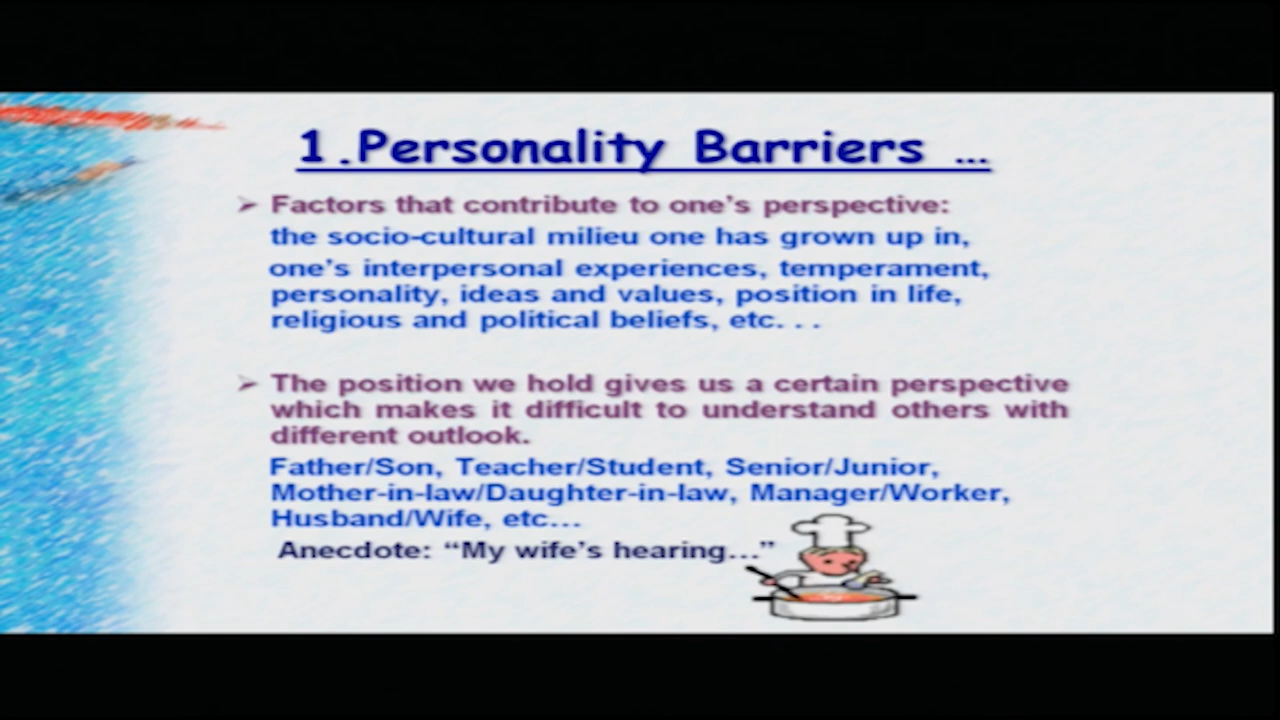 1.Personality Barriers …
➢ Factors that contribute to one's perspective:
the socio-cultural milieu one has grown up in,
one's interpersonal experiences, temperament,
personality, ideas and values, position in life,
religious and political beliefs, etc. . .
➢ The position we hold gives us a certain perspective
which makes it difficult to understand others with
different outlook.
Father/Son, Teacher/Student, Senior/Junior,
Mother-in-law/Daughter-in-law, Manager/Worker,
Husband/Wife, etc…
Anecdote: “My wife's hearing…”